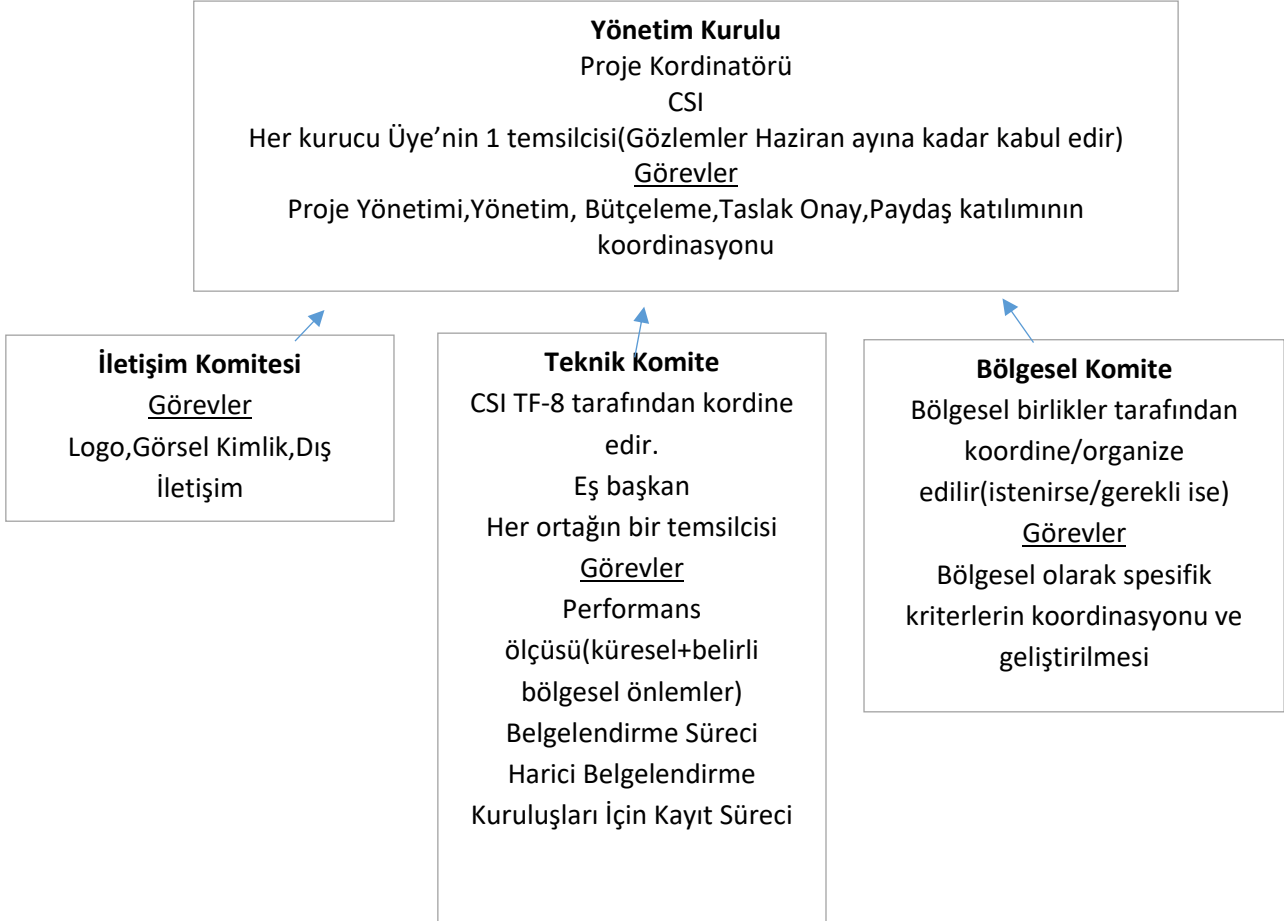 Yönetim Kurulu
Proje Kordinatörü
CSI
Her kurucu Üye’nin 1 temsilcisi(Gözlemler Haziran ayına kadar kabul edir)
Görevler
Proje Yönetimi,Yönetim, Bütçeleme,Taslak Onay,Paydaş katılımının
koordinasyonu
İletişim Komitesi
Görevler
Logo,Görsel Kimlik,Dış
İletişim
Teknik Komite
CSI TF-8 tarafından kordine
edir.
Eş başkan
Her ortağın bir temsilcisi
Görevler
Performans
ölçüsü(küresel+belirli
bölgesel önlemler)
Belgelendirme Süreci
Harici Belgelendirme
Kuruluşları İçin Kayıt Süreci
Bölgesel Komite
Bölgesel birlikler tarafından
koordine/organize
edilir(istenirse/gerekli ise)
Görevler
Bölgesel olarak spesifik
kriterlerin koordinasyonu ve
geliştirilmesi